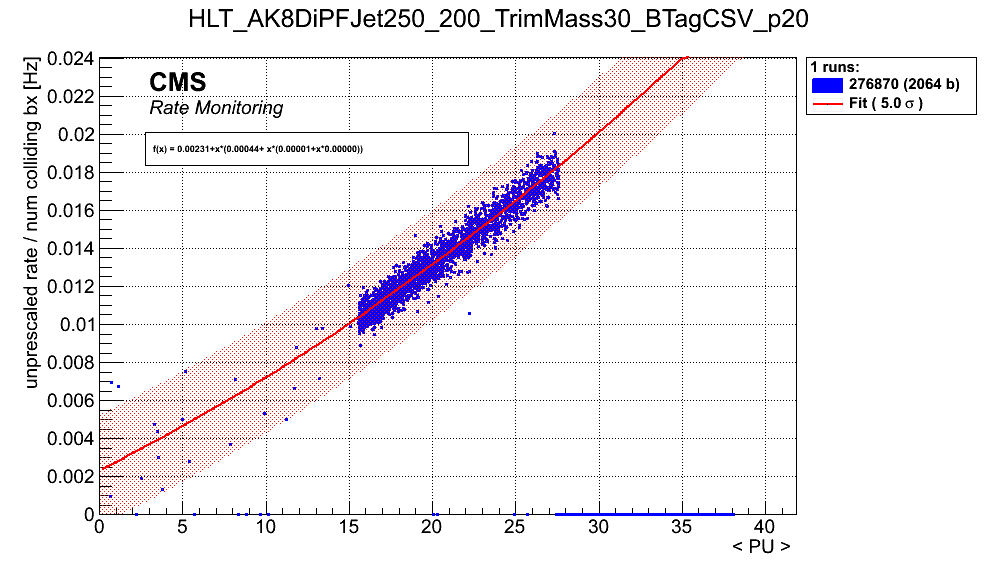 HLT_AK8DiPFJet250_200_TrimMass30_BTagCSV_p20
unprescaled rate / num colliding bx [Hz]
0.024
0.022
0.02
0.018
0.016
0.014
0.012
0.01
0.008
0.006
0.004
0.002
0
CMS
Rate Monitoring
f(x) = 0.00231+x*(0.00044+ x*(0.00001+x*0.00000))
1 runs:
276870 (2064 b)
Fit ( 5.0 σ )
0 5 10 15 20 25 30 35 40
< PU >